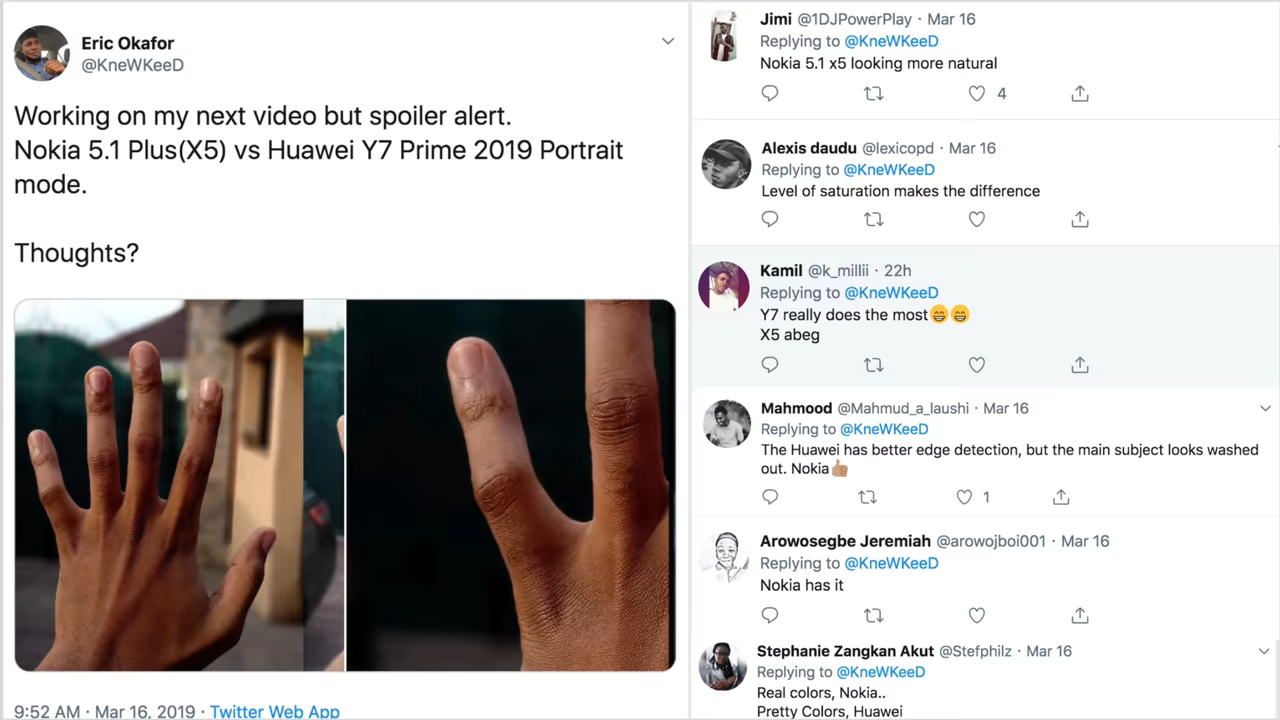 Eric Okafor
@KneWKeeD
Working on my next video but spoiler alert.
Nokia 5.1 Plus(X5) vs Huawei Y7 Prime 2019 Portrait
mode.
Thoughts?
9:52 AM · Mar 16, 2019 · Twitter Web App
Jimi @1DJPowerPlay · Mar 16
Replying to @KneWKeeD
Nokia 5.1 x5 looking more natural
4
Alexis daudu @lexicopd · Mar 16
Replying to @KneWKeeD
Level of saturation makes the difference
Kamil @k_millii · 22h
Replying to @KneWKeeD
Y7 really does the most😁😁
X5 abeg
Mahmood @Mahmud_a_laushi · Mar 16
Replying to @KneWKeeD
The Huawei has better edge detection, but the main subject looks washed
out. Nokia👍🏽
1
Arowosegbe Jeremiah @arowojboi001 · Mar 16
Replying to @KneWKeeD
Nokia has it
Stephanie Zangkan Akut @Stefphilz · Mar 16
Replying to @KneWKeeD
Real colors, Nokia..
Pretty Colors, Huawei